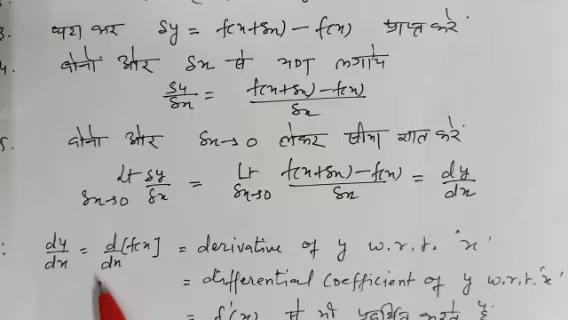 3. घटा कर δy = f(x+δx) - f(x) प्राप्त करे
4. दोनो ओर δx से भाग लगाये
δy/δx = f(x+δx) - f(x)/δx
5. दोनो ओर δx→0 लेकर सीमा ज्ञात करे
Lt δx→0 δy/δx = Lt δx→0 f(x+δx) - f(x)/δx = dy/dx
: dy/dx = d/dx [f(x)] = derivative of y w.r.t. 'x'
= differential coefficient of y w.r.t. 'x'
= f'(x) से भी प्रदर्शित करते है